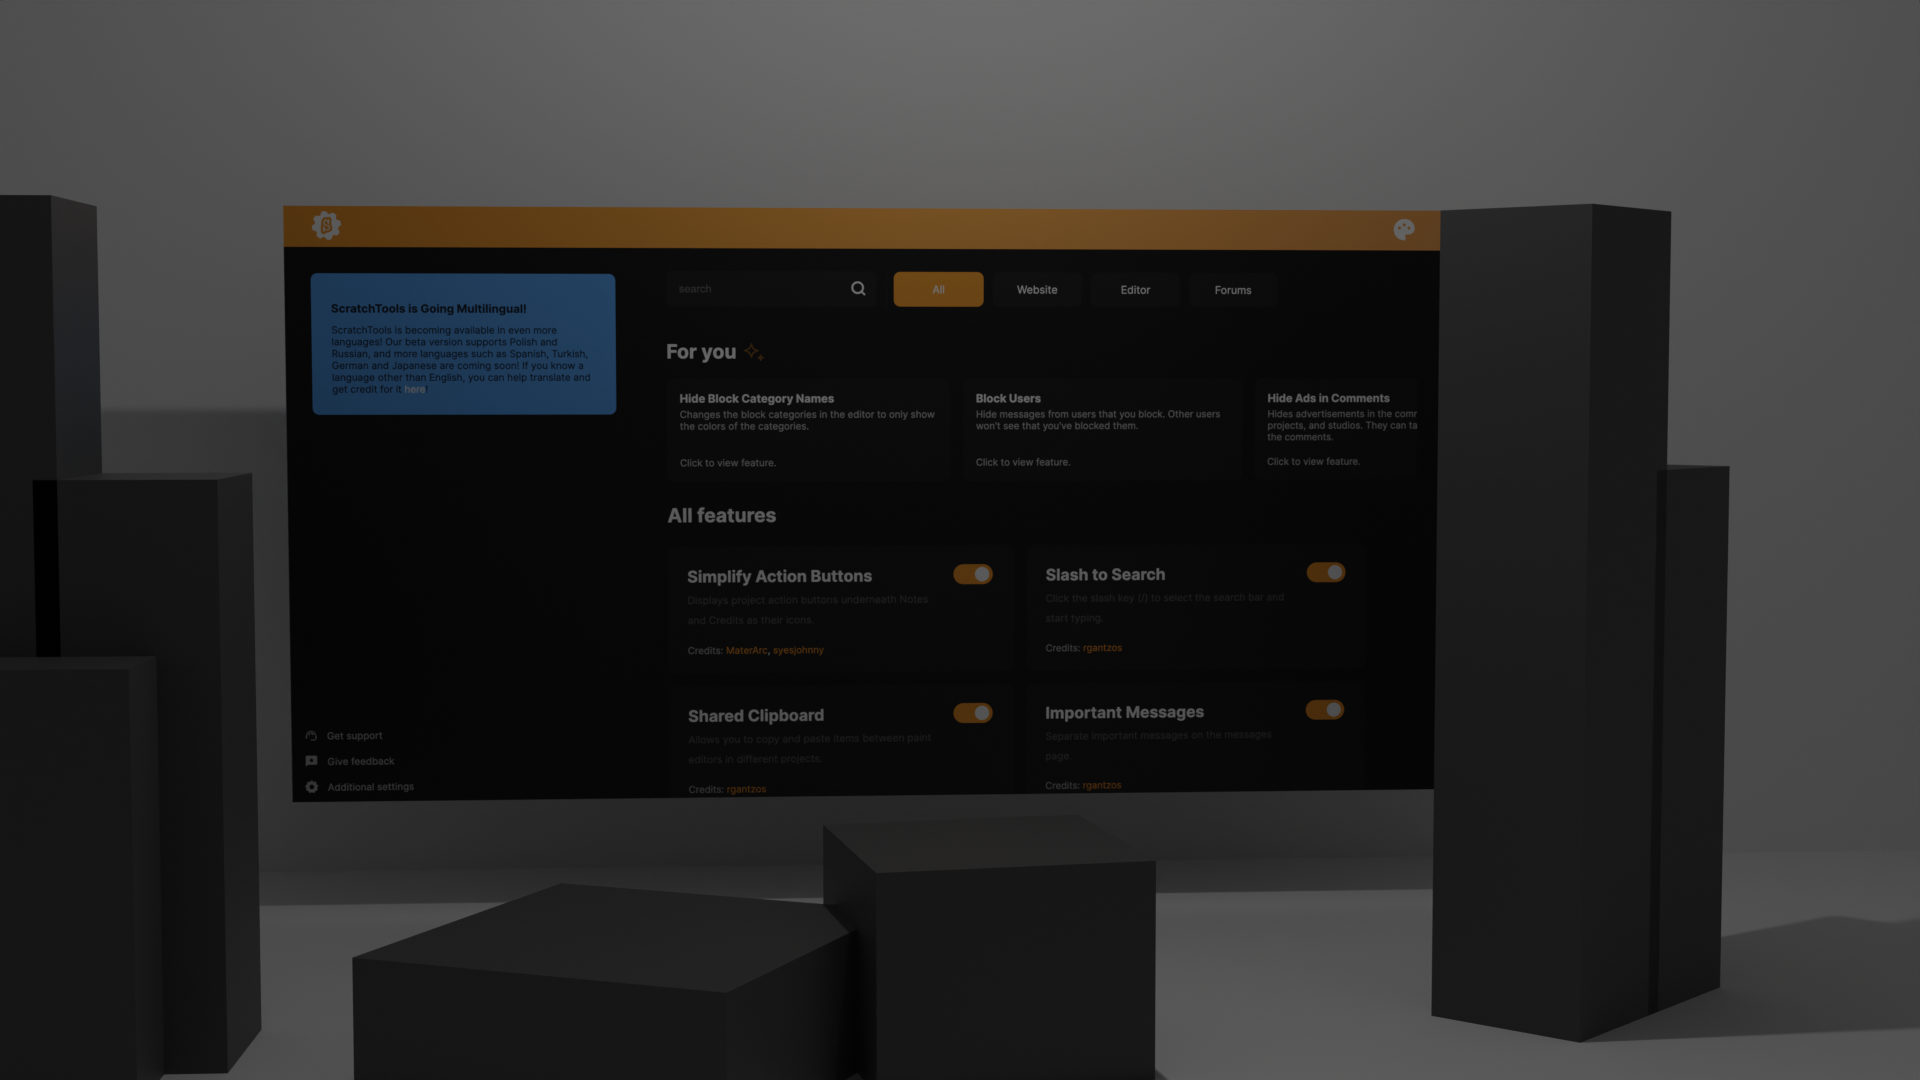 ScratchTools is Going Multilingual!
ScratchTools is becoming available in even more
languages! Our beta version supports Polish and
Russian, and more languages such as Spanish, Turkish,
German and Japanese are coming soon! If you know a
language other than English, you can help translate and
get credit for it here!
Get support
Give feedback
Additional settings
search
All
Website
Editor
Forums
For you
Hide Block Category Names
Changes the block categories in the editor to only show
the colors of the categories.
Click to view feature.
Block Users
Hide messages from users that you block. Other users
won't see that you've blocked them.
Click to view feature.
Hide Ads in Comments
Hides advertisements in the comr
projects, and studios. They can ta
the comments.
Click to view feature.
All features
Simplify Action Buttons
Displays project action buttons underneath Notes
and Credits as their icons.
Credits: MaterArc, syesjohnny
Slash to Search
Click the slash key (/) to select the search bar and
start typing.
Credits: rgantzos
Shared Clipboard
Allows you to copy and paste items between paint
editors in different projects.
Credits: rgantzos
Important Messages
Separate important messages on the messages
page.
Credits: rgantzos